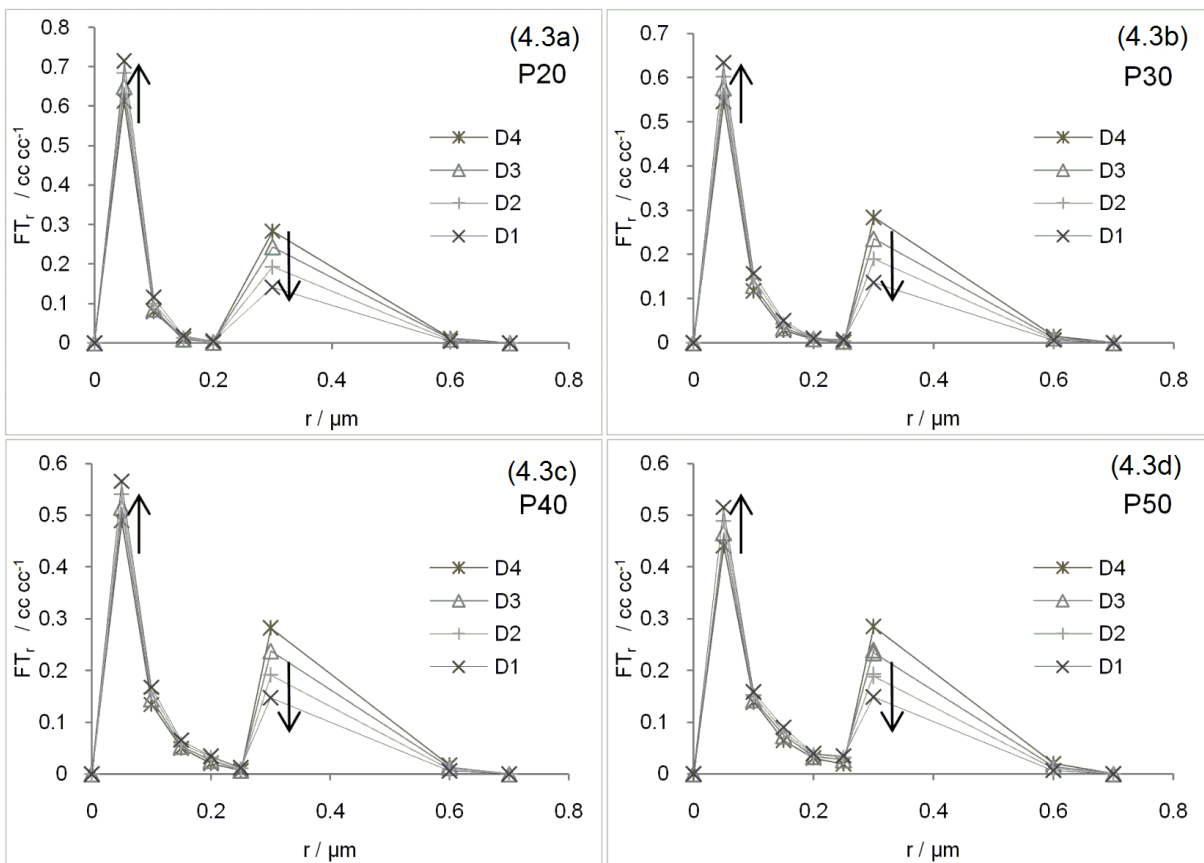 (4.3a)
P20
0.8
0.7
0.6
0.5
0.4
0.3
0.2
0.1
0
FTr / cc cc-1
D4
D3
D2
D1
0 0.2 0.4 0.6 0.8
r / µm
(4.3b)
P30
0.7
0.6
0.5
0.4
0.3
0.2
0.1
0
FTr / cc cc-1
D4
D3
D2
D1
0 0.2 0.4 0.6 0.8
r / µm
(4.3c)
P40
0.6
0.5
0.4
0.3
0.2
0.1
0
FTr / cc cc-1
D4
D3
D2
D1
0 0.2 0.4 0.6 0.8
r / µm
(4.3d)
P50
0.6
0.5
0.4
0.3
0.2
0.1
0
FTr / cc cc-1
D4
D3
D2
D1
0 0.2 0.4 0.6 0.8
r / µm